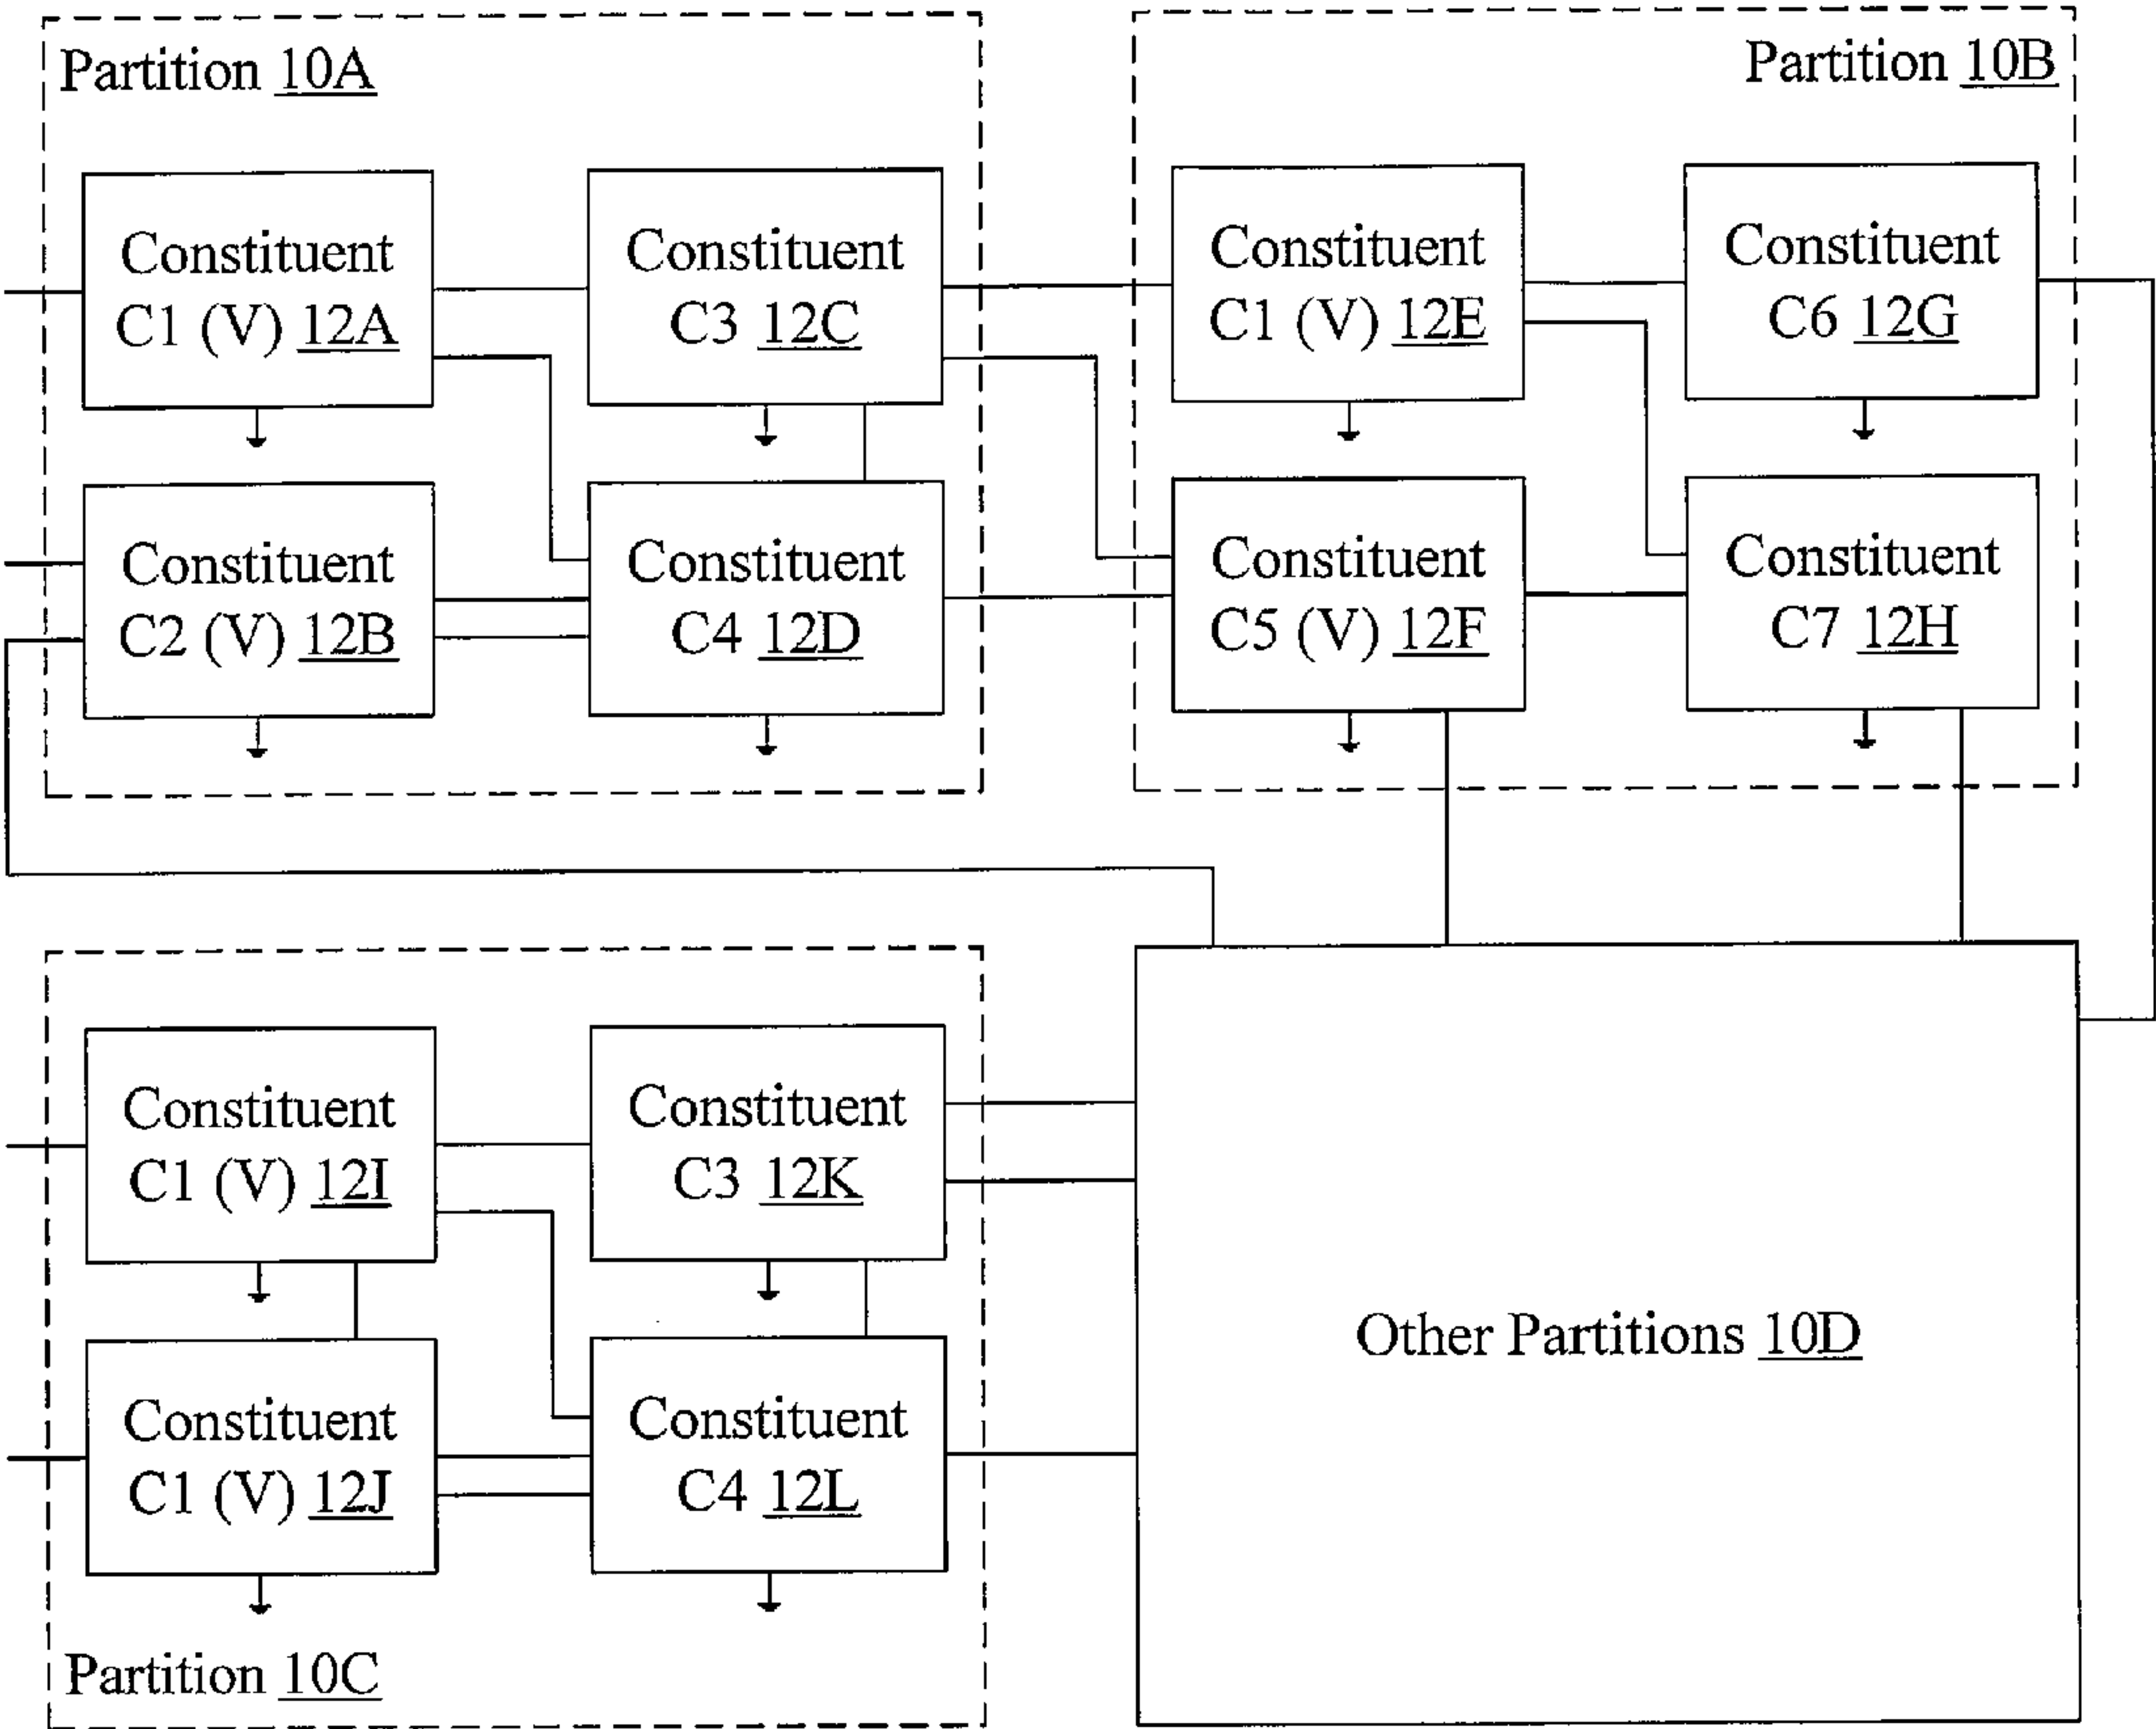 Partition 10A
Partition 10B
Constituent
C1 (V) 12A
Constituent
C3 12C
Constituent
C1 (V) 12E
Constituent
C6 12G
Constituent
C2 (V) 12B
Constituent
C4 12D
Constituent
C5 (V) 12F
Constituent
C7 12H
Constituent
C1 (V) 12I
Constituent
C3 12K
Other Partitions 10D
Constituent
C1 (V) 12J
Constituent
C4 12L
Partition 10C